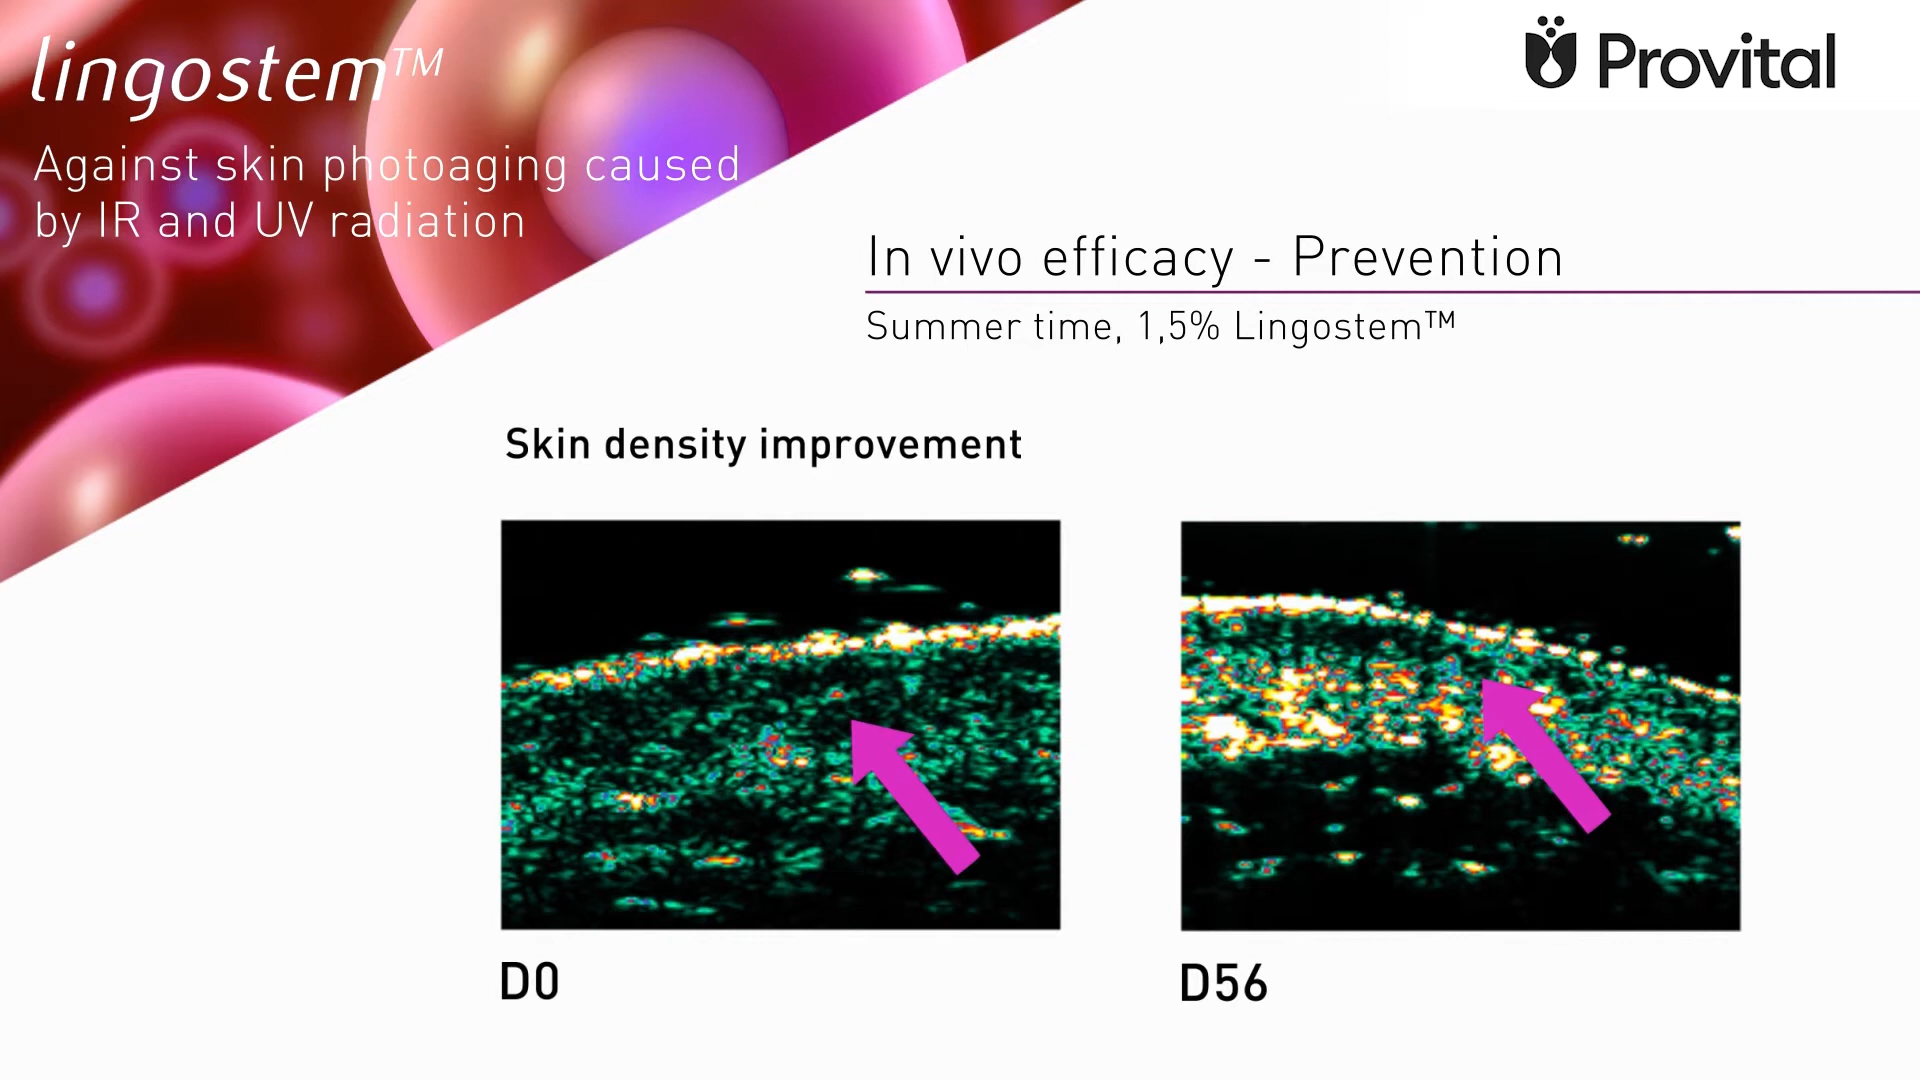 lingostem™
Provital
Against skin photoaging caused
by IR and UV radiation
In vivo efficacy - Prevention
Summer time, 1,5% Lingostem™
Skin density improvement
D0
D56